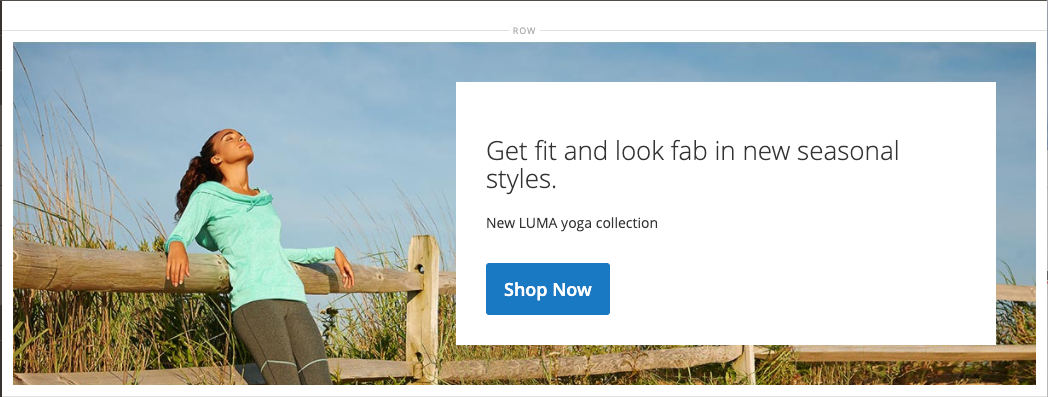 ROW
Get fit and look fab in new seasonal
styles.
New LUMA yoga collection
Shop Now